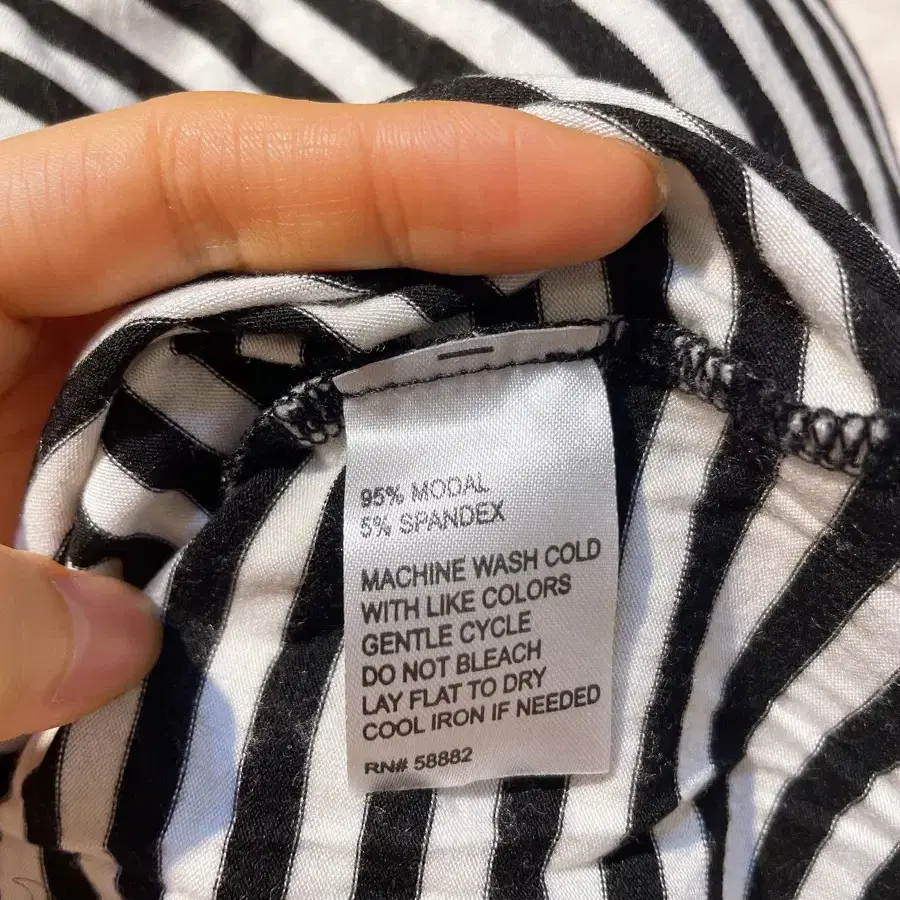 95% MODAL
5% SPANDEX
MACHINE WASH COLD
WITH LIKE COLORS
GENTLE CYCLE
DO NOT BLEACH
LAY FLAT TO DRY
COOL IRON IF NEEDED
RN# 58882